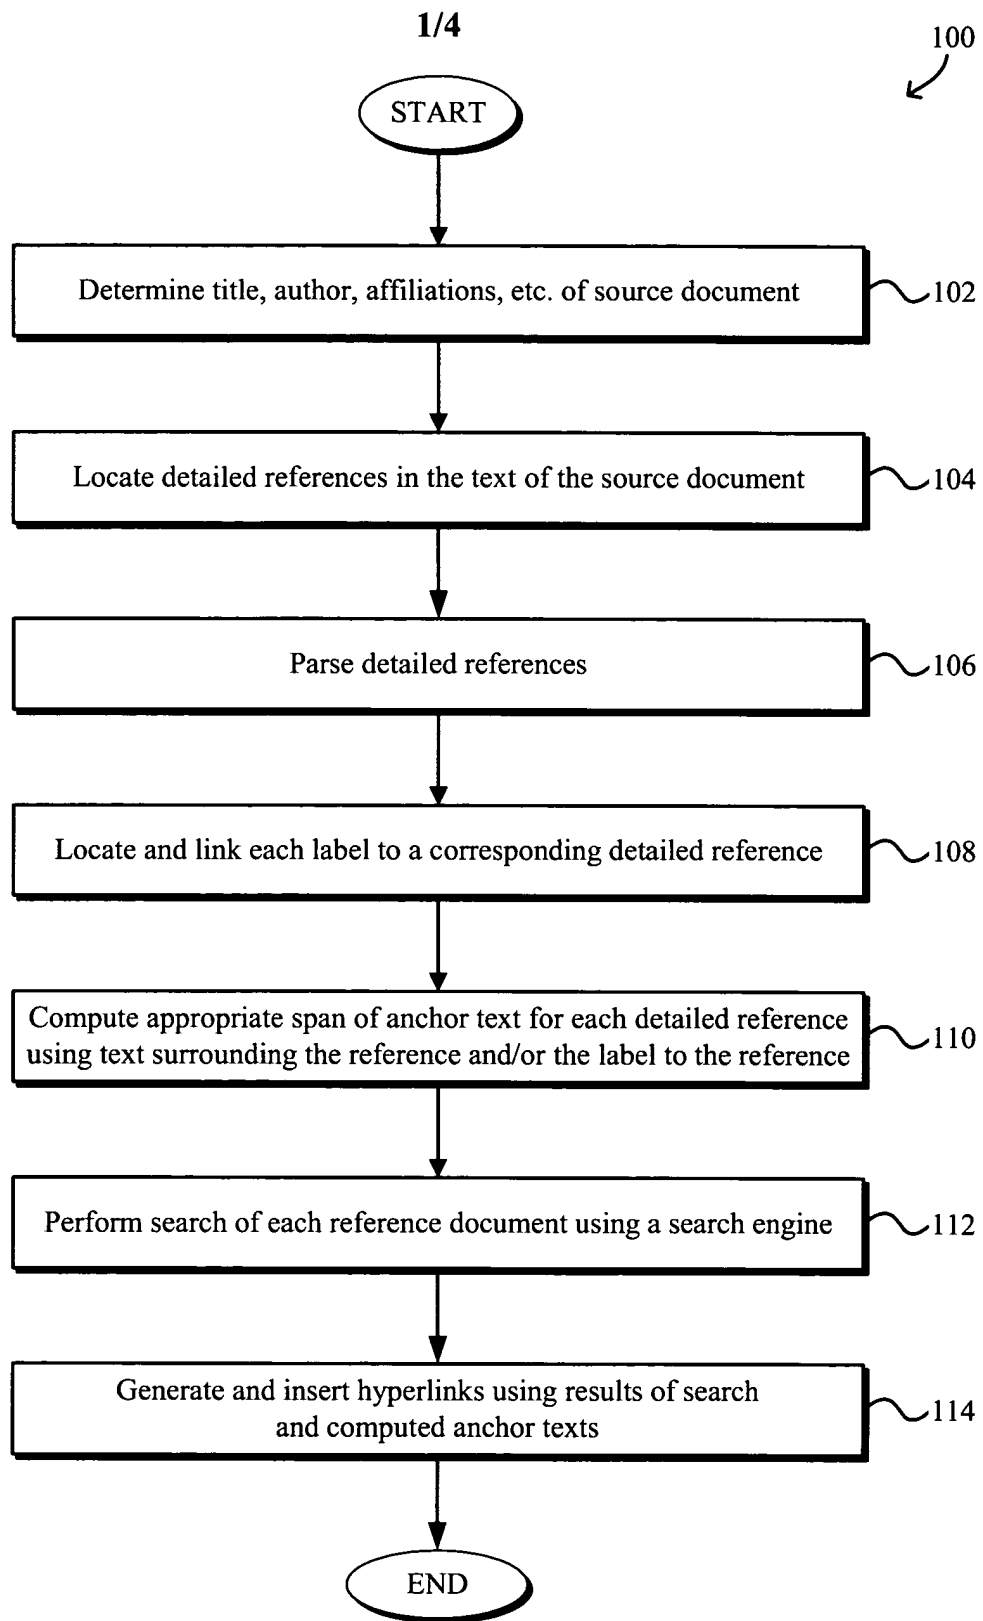 1/4
100
START
Determine title, author, affiliations, etc. of source document
102
Locate detailed references in the text of the source document
104
Parse detailed references
106
Locate and link each label to a corresponding detailed reference
108
Compute appropriate span of anchor text for each detailed reference
using text surrounding the reference and/or the label to the reference
110
Perform search of each reference document using a search engine
112
Generate and insert hyperlinks using results of search
and computed anchor texts
114
END